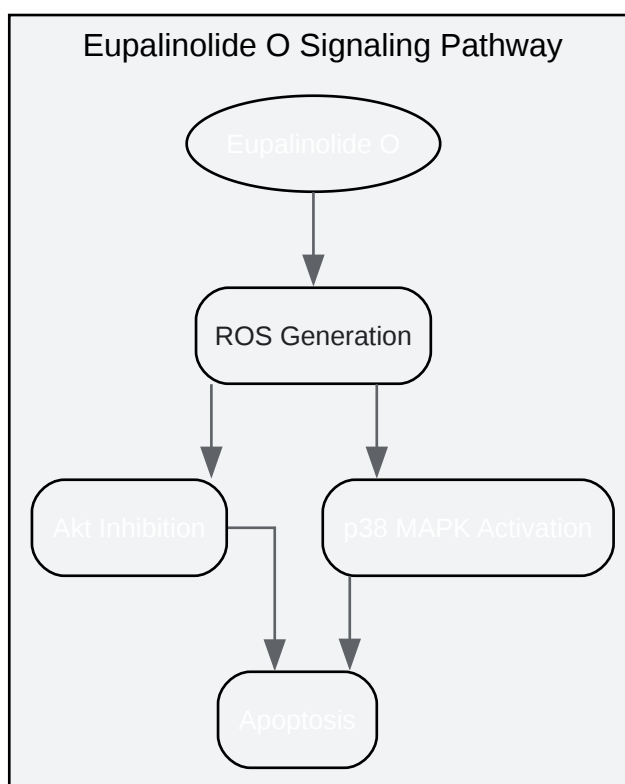 Eupalinolide O Signaling Pathway
Eupalinolide O
ROS Generation
Akt Inhibition
p38 MAPK Activation
Apoptosis